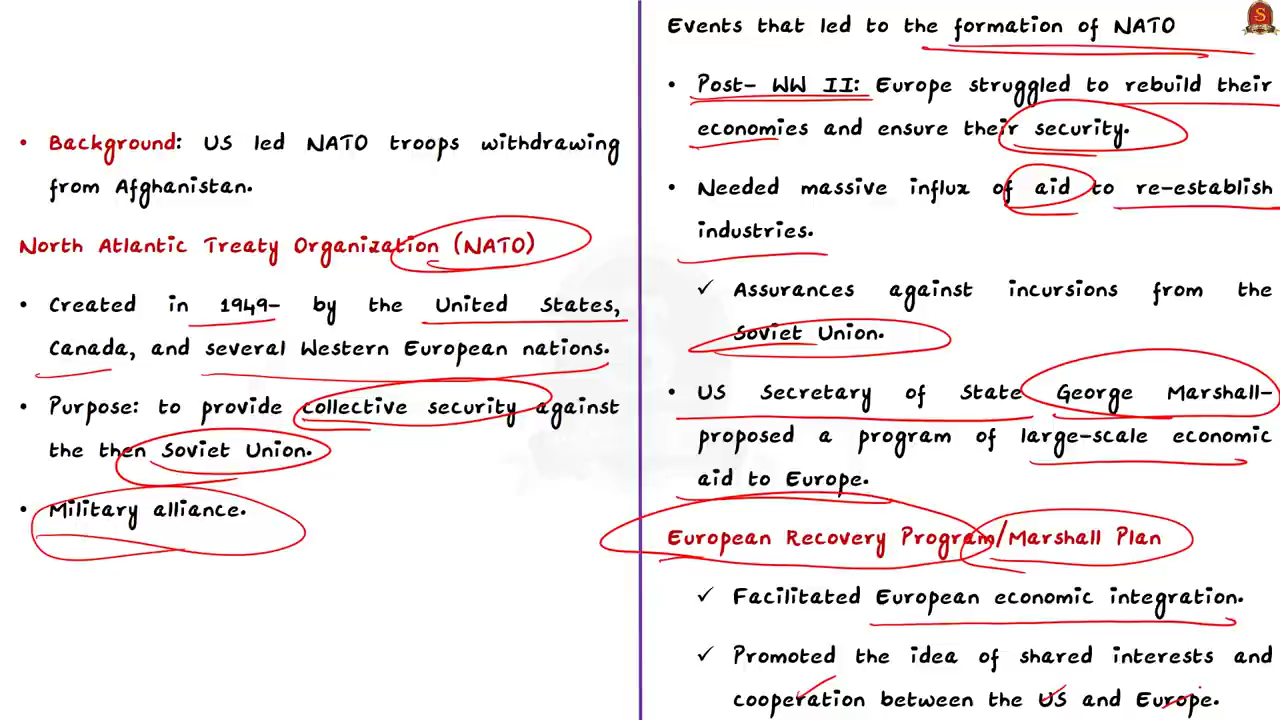 • Background: US led NATO troops withdrawing
from Afghanistan.
North Atlantic Treaty Organization (NATO)
• Created in 1949- by the United States,
Canada, and several Western European nations.
• Purpose: to provide collective security against
the then Soviet Union.
• Military alliance.
Events that led to the formation of NATO
• Post- WW II: Europe struggled to rebuild their
economies and ensure their security.
• Needed massive influx of aid to re-establish
industries.
✓ Assurances against incursions from the
Soviet Union.
• US Secretary of State George Marshall-
proposed a program of large-scale economic
aid to Europe.
European Recovery Program/Marshall Plan
✓ Facilitated European economic integration.
✓ Promoted the idea of shared interests and
cooperation between the US and Europe.